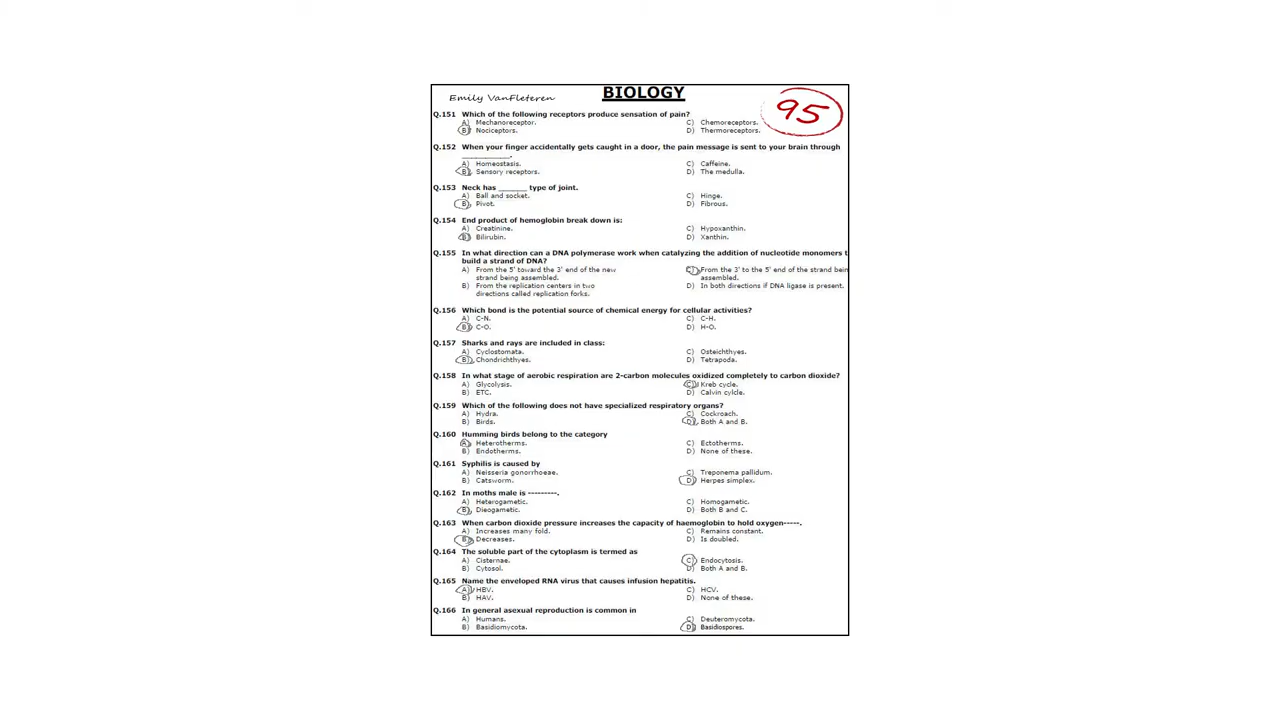 BIOLOGY
Emily VanFleteren
95
Q.151 Which of the following receptors produce sensation of pain?
A) Mechanoreceptor. C) Chemoreceptors.
B) Nociceptors. D) Thermoreceptors.
Q.152 When your finger accidentally gets caught in a door, the pain message is sent to your brain through
____________.
A) Homeostasis. C) Caffeine.
B) Sensory receptors. D) The medulla.
Q.153 Neck has ______ type of joint.
A) Ball and socket. C) Hinge.
B) Pivot. D) Fibrous.
Q.154 End product of hemoglobin break down is:
A) Creatinine. C) Hypoxanthin.
B) Bilirubin. D) Xanthin.
Q.155 In what direction can a DNA polymerase work when catalyzing the addition of nucleotide monomers t
build a strand of DNA?
A) From the 5' toward the 3' end of the new C) From the 3' to the 5' end of the strand bein
strand being assembled. assembled.
B) From the replication centers in two D) In both directions if DNA ligase is present.
directions called replication forks.
Q.156 Which bond is the potential source of chemical energy for cellular activities?
A) C-N. C) C-H.
B) C-O. D) H-O.
Q.157 Sharks and rays are included in class:
A) Cyclostomata. C) Osteichthyes.
B) Chondrichthyes. D) Tetrapoda.
Q.158 In what stage of aerobic respiration are 2-carbon molecules oxidized completely to carbon dioxide?
A) Glycolysis. C) Kreb cycle.
B) ETC. D) Calvin cylcle.
Q.159 Which of the following does not have specialized respiratory organs?
A) Hydra. C) Cockroach.
B) Birds. D) Both A and B.
Q.160 Humming birds belong to the category
A) Heterotherms. C) Ectotherms.
B) Endotherms. D) None of these.
Q.161 Syphilis is caused by
A) Neisseria gonorrhoeae. C) Treponema pallidum.
B) Catsworm. D) Herpes simplex.
Q.162 In moths male is ---------.
A) Heterogametic. C) Homogametic.
B) Dieogametic. D) Both B and C.
Q.163 When carbon dioxide pressure increases the capacity of haemoglobin to hold oxygen-----.
A) Increases many fold. C) Remains constant.
B) Decreases. D) Is doubled.
Q.164 The soluble part of the cytoplasm is termed as
A) Cisternae. C) Endocytosis.
B) Cytosol. D) Both A and B.
Q.165 Name the enveloped RNA virus that causes infusion hepatitis.
A) HBV. C) HCV.
B) HAV. D) None of these.
Q.166 In general asexual reproduction is common in
A) Humans. C) Deuteromycota.
B) Basidiomycota. D) Basidiospores.